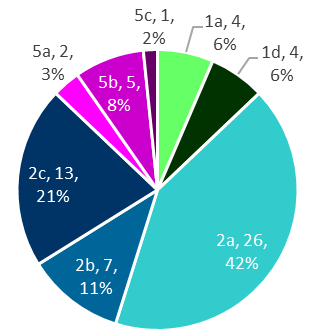 5c, 1,
2%
1a, 4,
6%
1d, 4,
6%
2a, 26,
42%
2b, 7,
11%
2c, 13,
21%
5a, 2,
3%
5b, 5,
8%